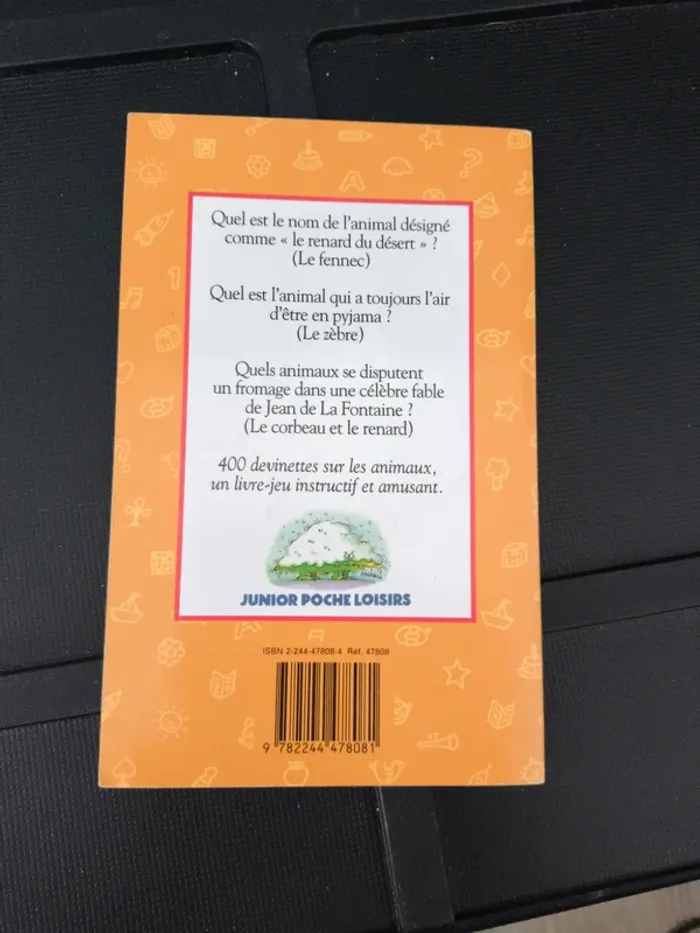 Quel est le nom de l'animal désigné
comme « le renard du désert » ?
(Le fennec)
Quel est l'animal qui a toujours l'air
d'être en pyjama ?
(Le zèbre)
Quels animaux se disputent
un fromage dans une célèbre fable
de Jean de La Fontaine ?
(Le corbeau et le renard)
400 devinettes sur les animaux,
un livre-jeu instructif et amusant.
JUNIOR POCHE LOISIRS
ISBN 2-244-47808-4 Réf. 47808
9 782244 478081